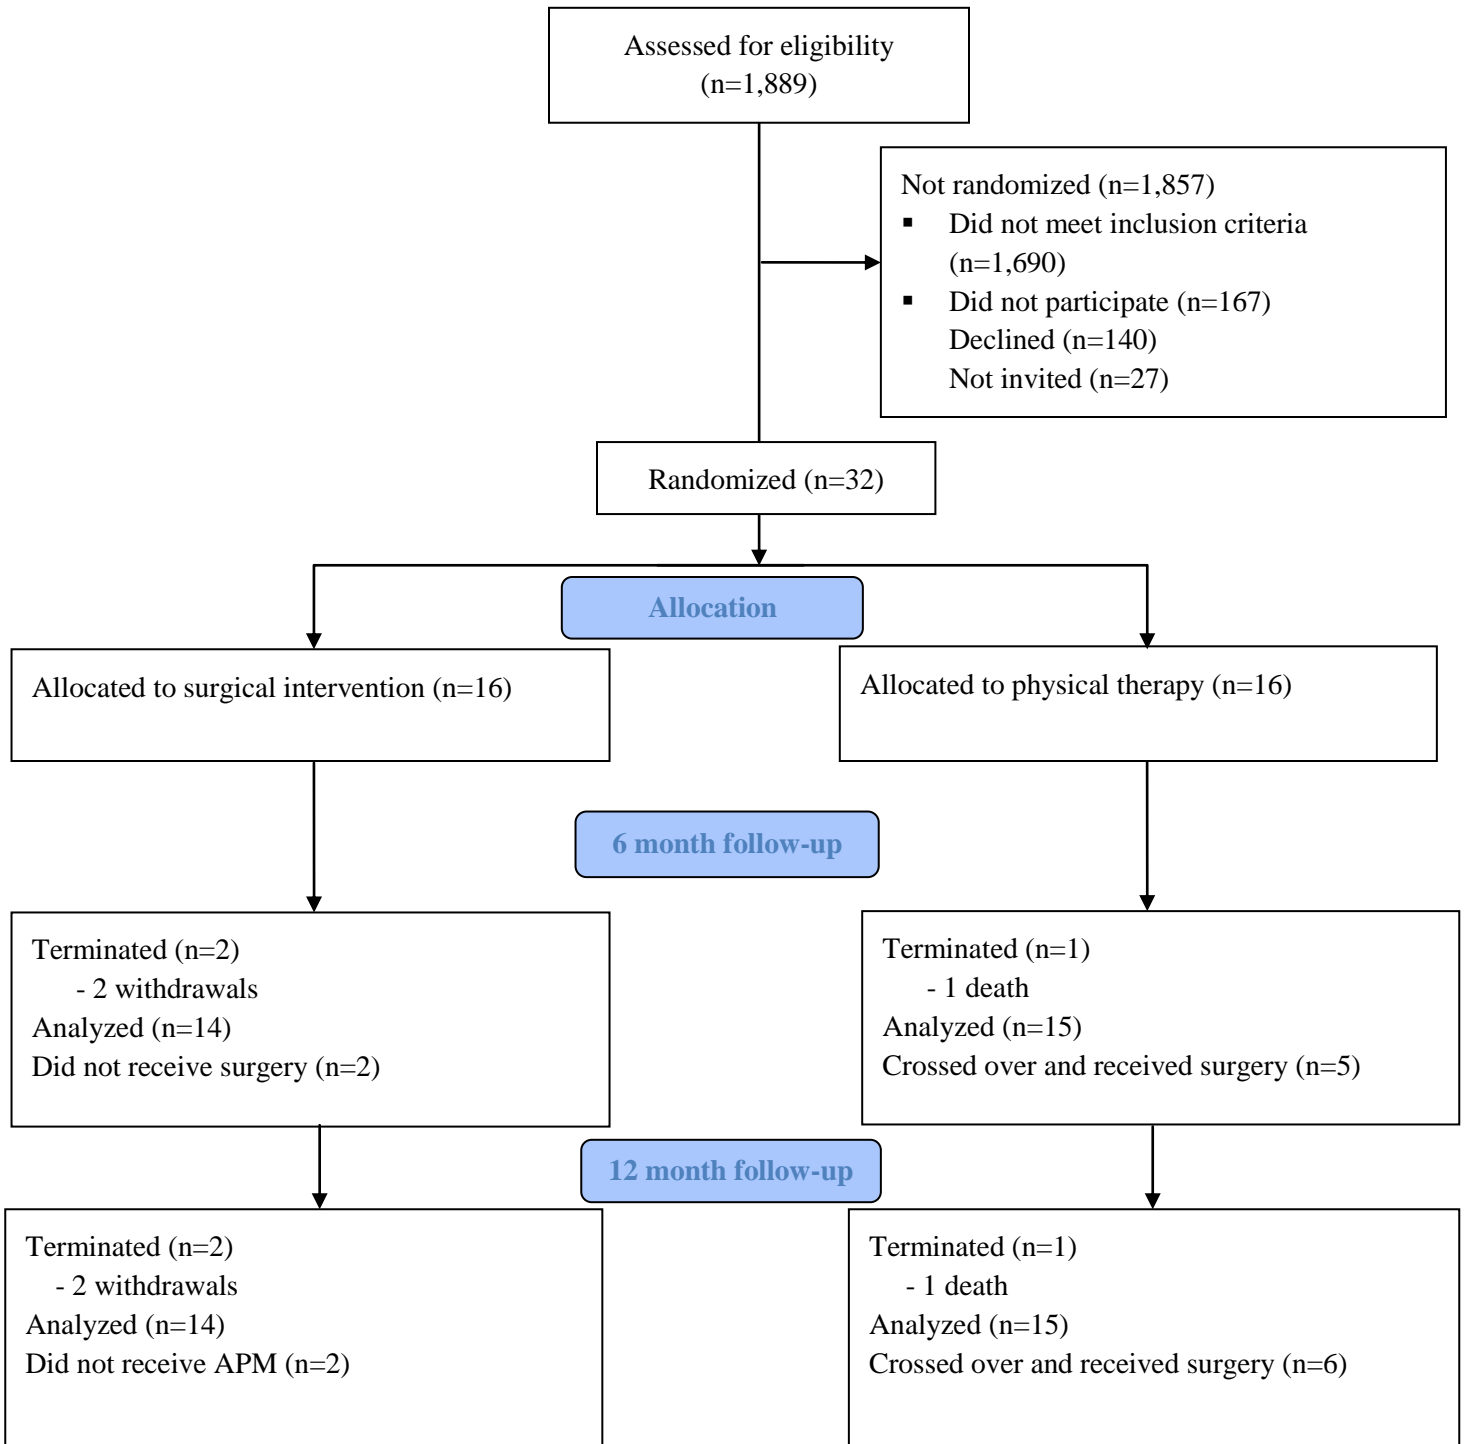 Assessed for eligibility
(n=1,889)
Not randomized (n=1,857)
▪ Did not meet inclusion criteria
(n=1,690)
▪ Did not participate (n=167)
Declined (n=140)
Not invited (n=27)
Randomized (n=32)
Allocation
Allocated to surgical intervention (n=16)
Allocated to physical therapy (n=16)
6 month follow-up
Terminated (n=2)
- 2 withdrawals
Analyzed (n=14)
Did not receive surgery (n=2)
Terminated (n=1)
- 1 death
Analyzed (n=15)
Crossed over and received surgery (n=5)
12 month follow-up
Terminated (n=2)
- 2 withdrawals
Analyzed (n=14)
Did not receive APM (n=2)
Terminated (n=1)
- 1 death
Analyzed (n=15)
Crossed over and received surgery (n=6)